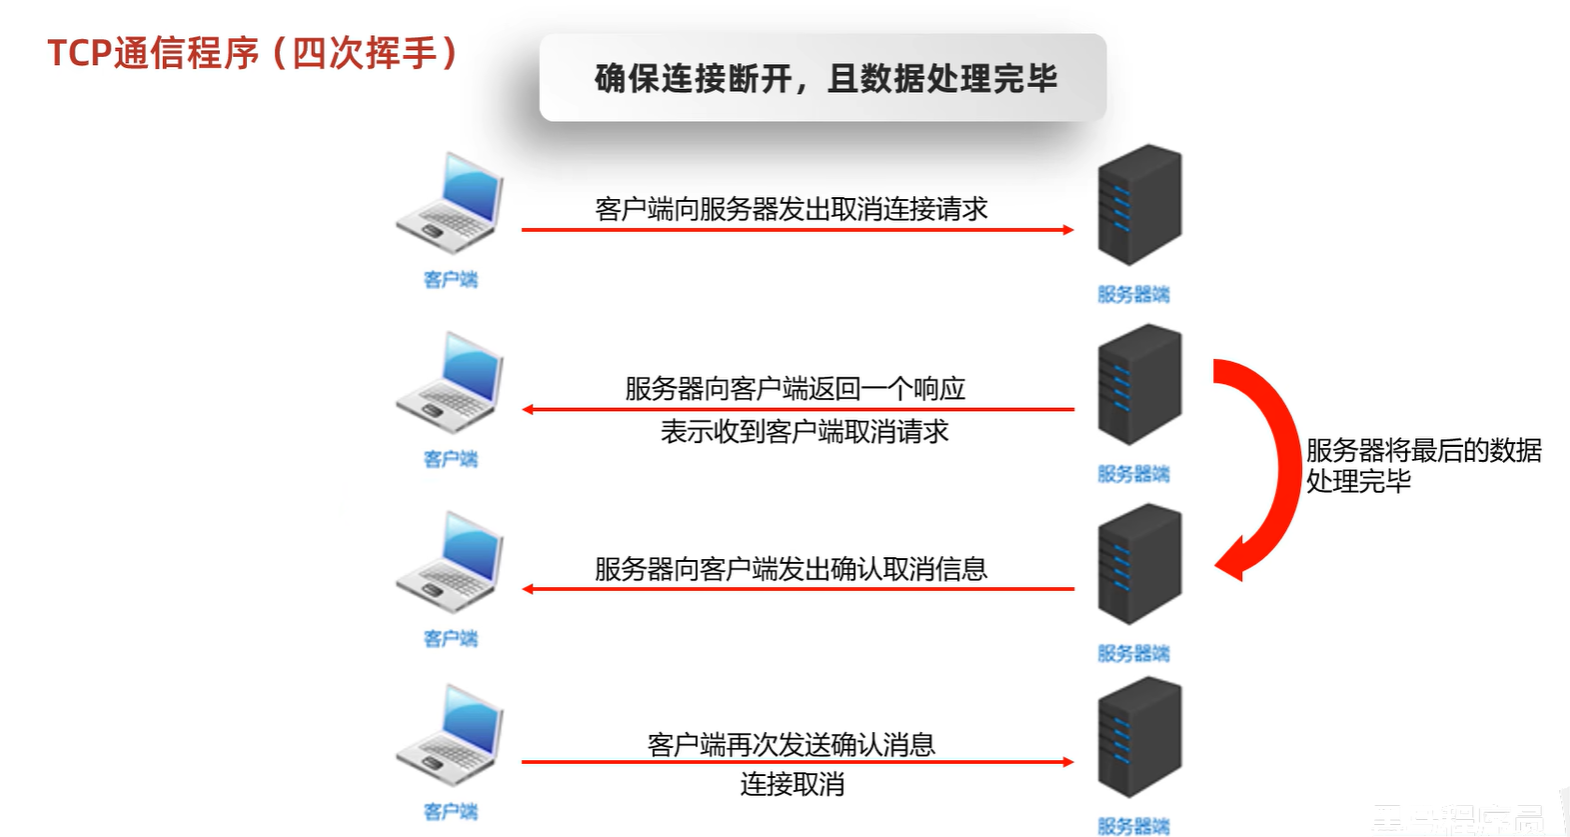 TCP通信程序（四次挥手）
确保连接断开，且数据处理完毕
客户端向服务器发出取消连接请求
客户端
服务器端
服务器向客户端返回一个响应
表示收到客户端取消请求
客户端
服务器端
服务器将最后的数据
处理完毕
服务器向客户端发出确认取消信息
客户端
服务器端
客户端再次发送确认消息
连接取消
客户端
服务器端